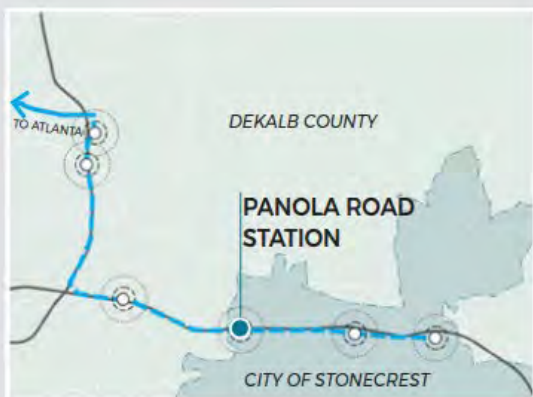 TO ATLANTA
DEKALB COUNTY
PANOLA ROAD
STATION
CITY OF STONECREST